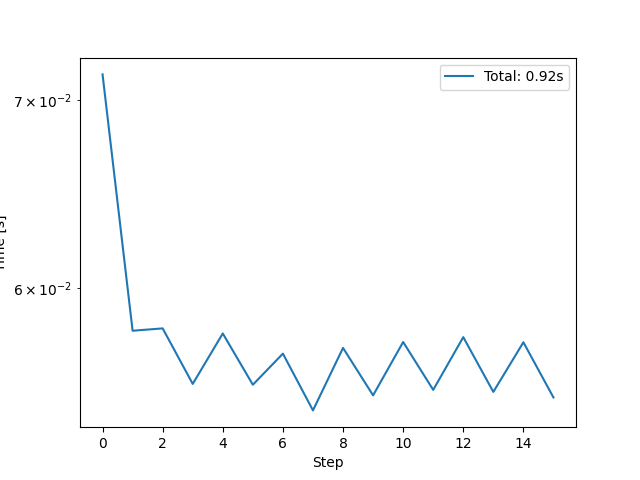 Total: 0.92s
7 × 10⁻²
6 × 10⁻²
Time [s]
0 2 4 6 8 10 12 14
Step